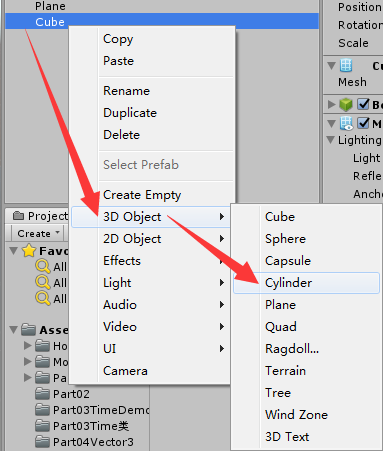 Plane
Cube
Copy
Paste
Rename
Duplicate
Delete
Select Prefab
Create Empty
3D Object
2D Object
Effects
Light
Audio
Video
UI
Camera
Cube
Sphere
Capsule
Cylinder
Plane
Quad
Ragdoll...
Terrain
Tree
Wind Zone
3D Text
Position
Rotation
Scale
Cu
Mesh
Bo
M
Lighting
Light
Refle
Ancho
Project
Create
Favo
All
All
All
Asse
Ho
Mo
Pa
Part02
Part03TimeDemo
Part03Time类
Part04Vector3